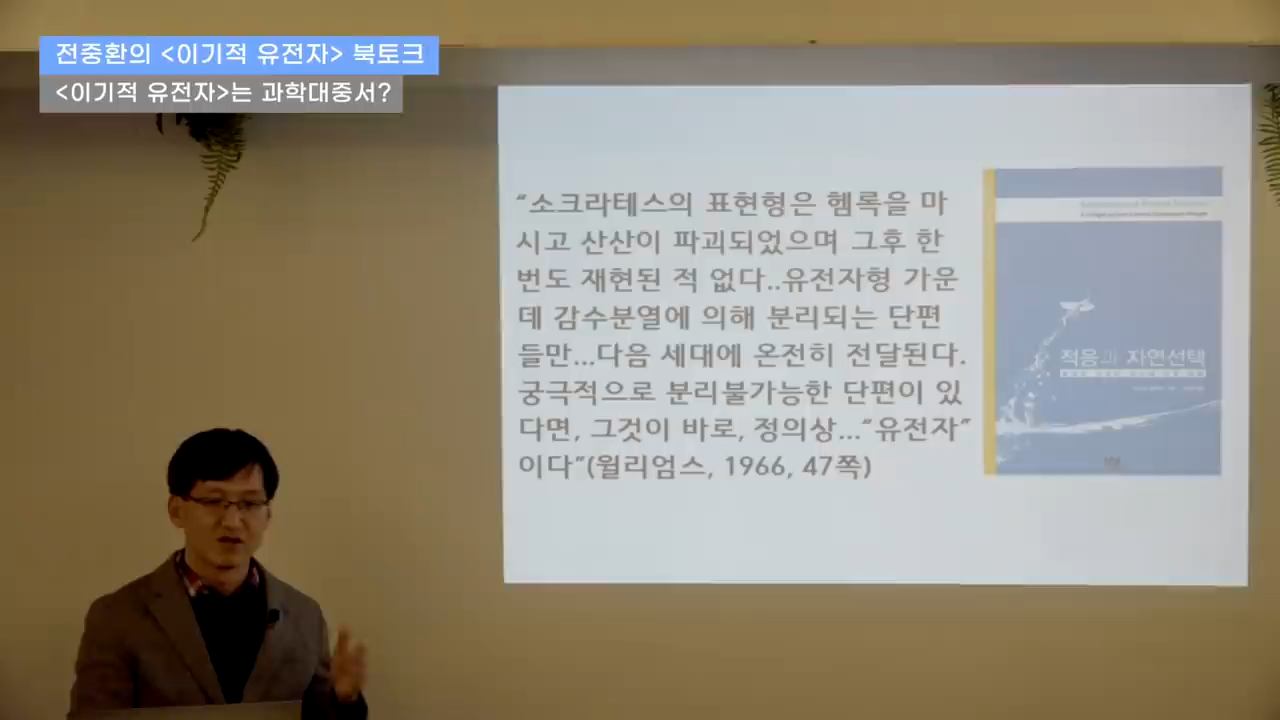 전중환의 <이기적 유전자> 북토크
<이기적 유전자>는 과학대중서?
“소크라테스의 표현형은 헴록을 마
시고 산산이 파괴되었으며 그후 한
번도 재현된 적 없다..유전자형 가운
데 감수분열에 의해 분리되는 단편
들만...다음 세대에 온전히 전달된다.
궁극적으로 분리불가능한 단편이 있
다면, 그것이 바로, 정의상...“유전자”
이다”(윌리엄스, 1966, 47쪽)
적응과 자연선택